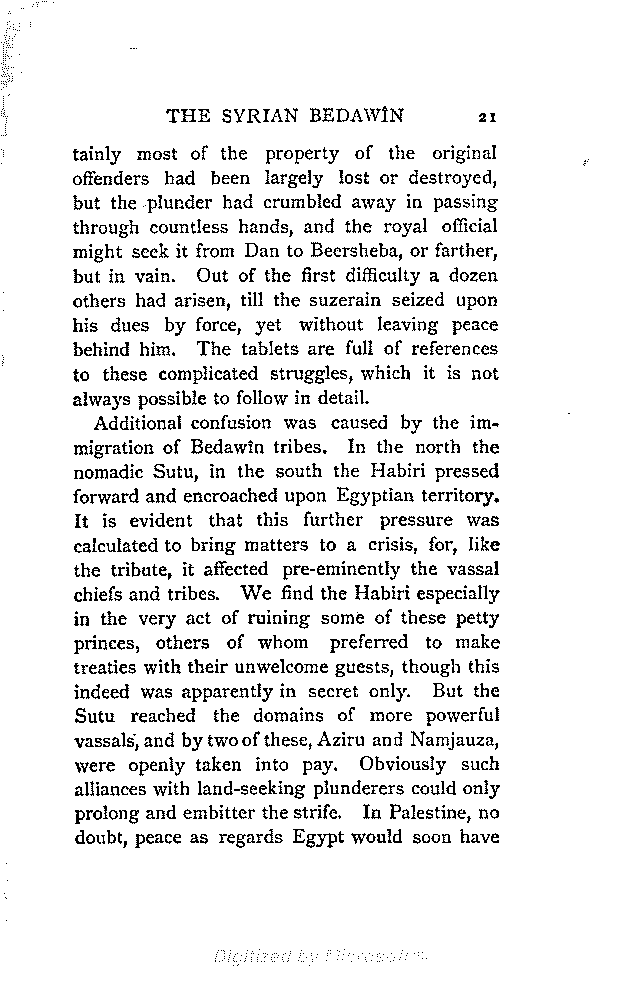 THE SYRIAN BEDAWÎN 21
tainly most of the property of the original
offenders had been largely lost or destroyed,
but the plunder had crumbled away in passing
through countless hands, and the royal official
might seek it from Dan to Beersheba, or farther,
but in vain. Out of the first difficulty a dozen
others had arisen, till the suzerain seized upon
his dues by force, yet without leaving peace
behind him. The tablets are full of references
to these complicated struggles, which it is not
always possible to follow in detail.
Additional confusion was caused by the im-
migration of Bedawîn tribes. In the north the
nomadic Sutu, in the south the Habiri pressed
forward and encroached upon Egyptian territory.
It is evident that this further pressure was
calculated to bring matters to a crisis, for, like
the tribute, it affected pre-eminently the vassal
chiefs and tribes. We find the Habiri especially
in the very act of ruining some of these petty
princes, others of whom preferred to make
treaties with their unwelcome guests, though this
indeed was apparently in secret only. But the
Sutu reached the domains of more powerful
vassals, and by two of these, Aziru and Namjauza,
were openly taken into pay. Obviously such
alliances with land-seeking plunderers could only
prolong and embitter the strife. In Palestine, no
doubt, peace as regards Egypt would soon have
Digitized by